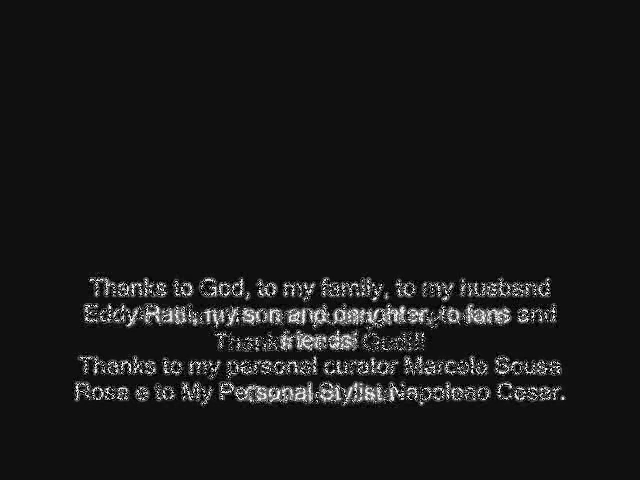 Thanks to God, to my family, to my husband
Eddy my son and daughter, to fans and
friends!
Thanks to my personal curator Marcelo Sousa
Rosa e to My Personal Stylist Napoleao Cesar.